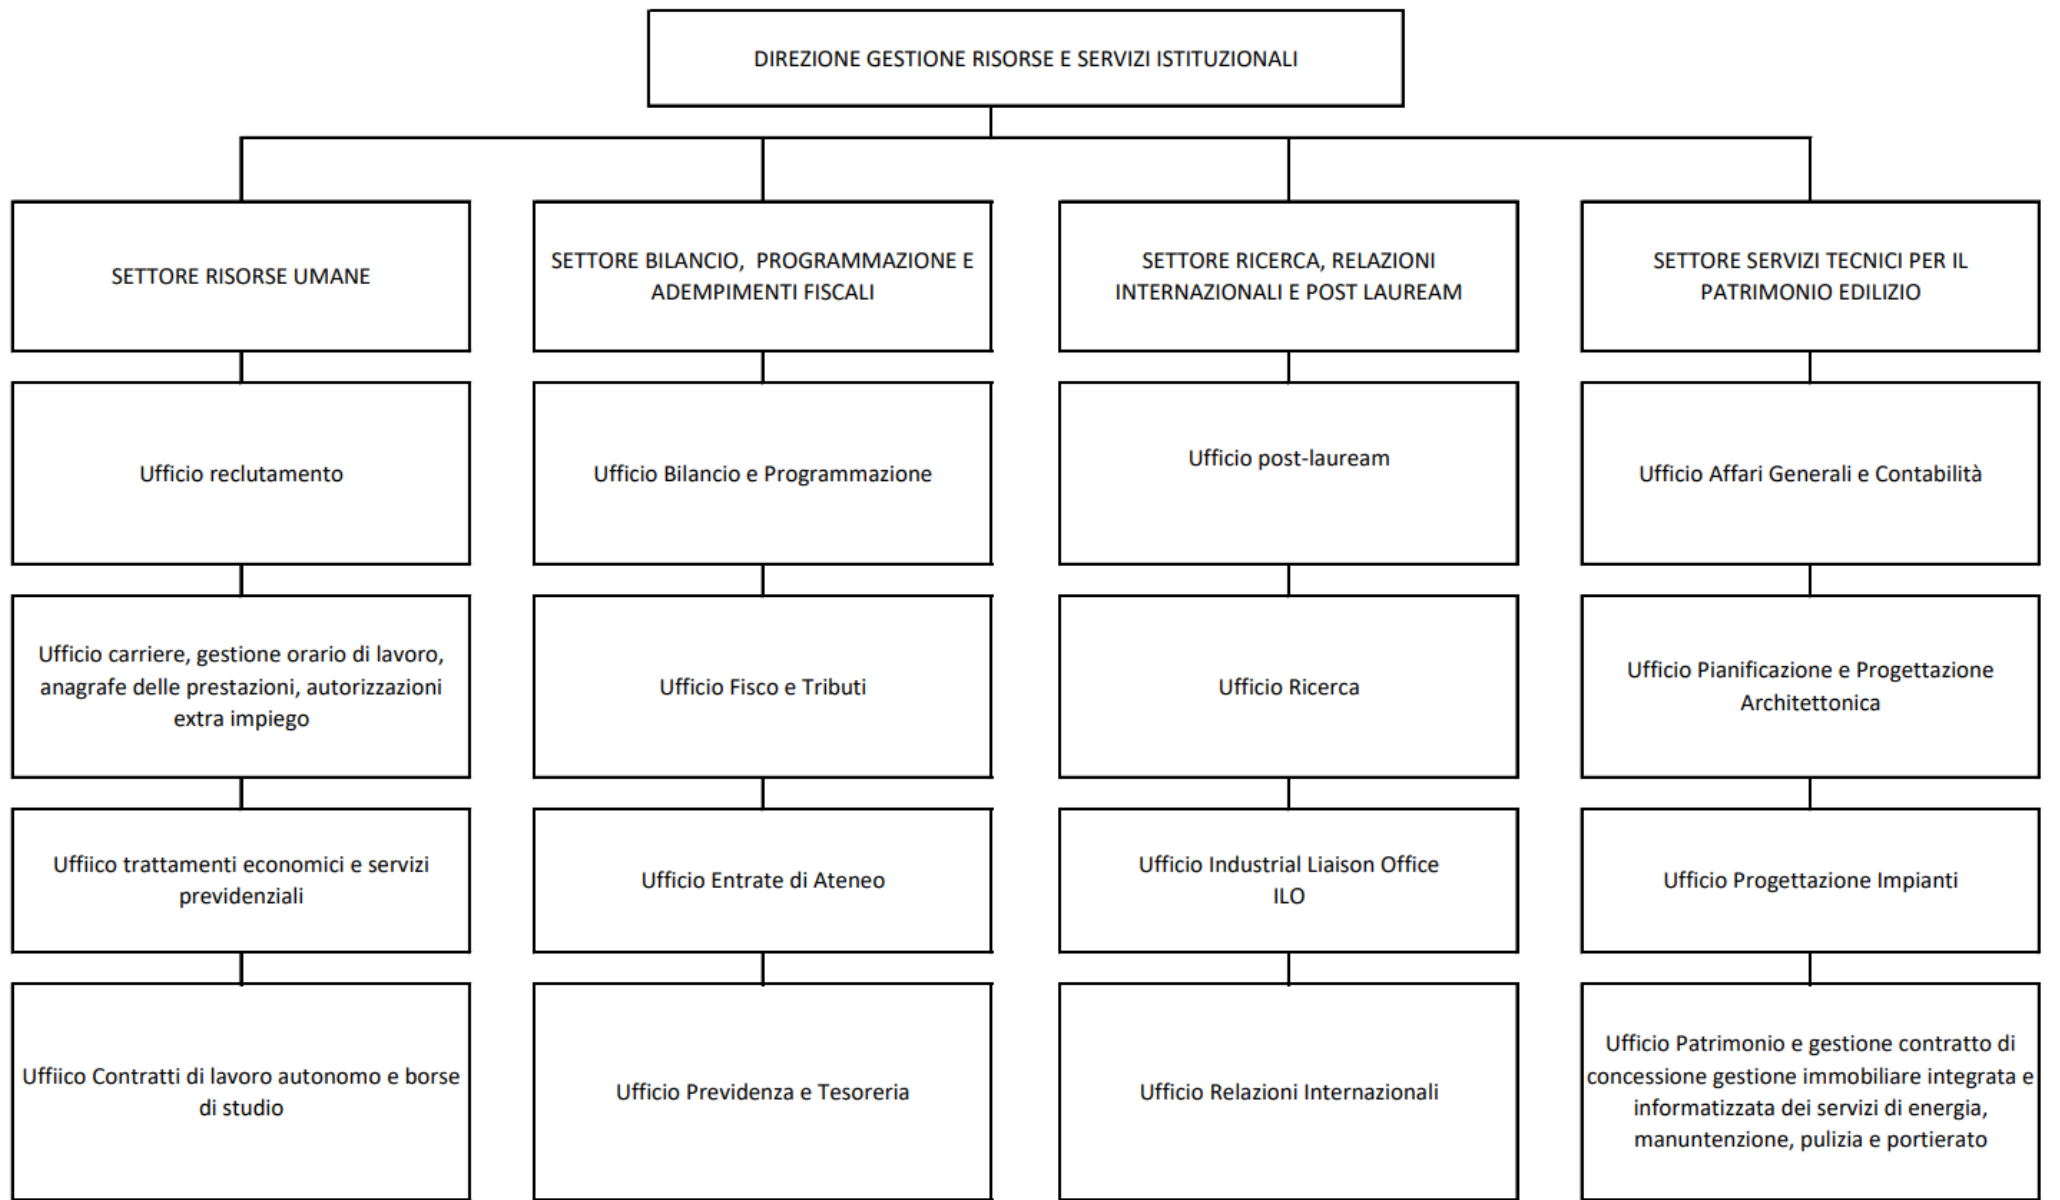 DIREZIONE GESTIONE RISORSE E SERVIZI ISTITUZIONALI
SETTORE RISORSE UMANE
Ufficio reclutamento
Ufficio carriere, gestione orario di lavoro,
anagrafe delle prestazioni, autorizzazioni
extra impiego
Uffiico trattamenti economici e servizi
previdenziali
Uffiico Contratti di lavoro autonomo e borse
di studio
SETTORE BILANCIO, PROGRAMMAZIONE E
ADEMPIMENTI FISCALI
Ufficio Bilancio e Programmazione
Ufficio Fisco e Tributi
Ufficio Entrate di Ateneo
Ufficio Previdenza e Tesoreria
SETTORE RICERCA, RELAZIONI
INTERNAZIONALI E POST LAUREAM
Ufficio post-lauream
Ufficio Ricerca
Ufficio Industrial Liaison Office
ILO
Ufficio Relazioni Internazionali
SETTORE SERVIZI TECNICI PER IL
PATRIMONIO EDILIZIO
Ufficio Affari Generali e Contabilità
Ufficio Pianificazione e Progettazione
Architettonica
Ufficio Progettazione Impianti
Ufficio Patrimonio e gestione contratto di
concessione gestione immobiliare integrata e
informatizzata dei servizi di energia,
manuntenzione, pulizia e portierato